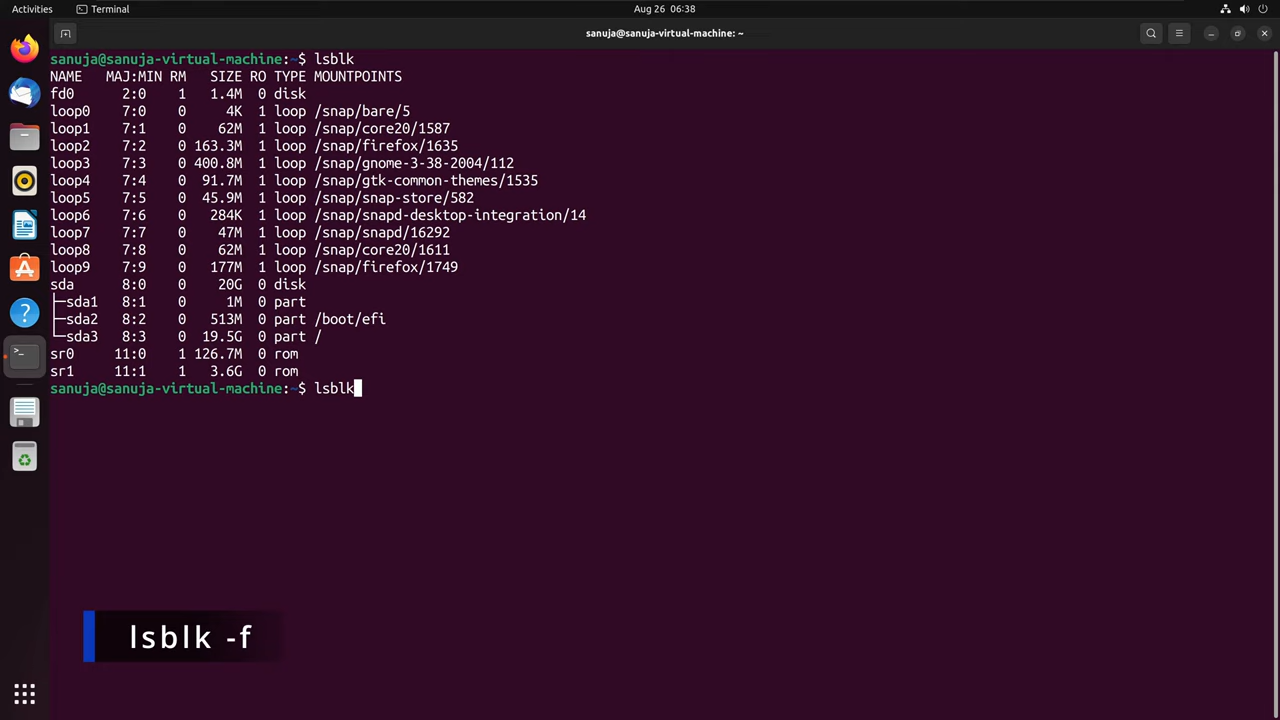 Activities Terminal Aug 26 06:38
sanuja@sanuja-virtual-machine: ~
sanuja@sanuja-virtual-machine:~$ lsblk
NAME MAJ:MIN RM SIZE RO TYPE MOUNTPOINTS
fd0 2:0 1 1.4M 0 disk
loop0 7:0 0 4K 1 loop /snap/bare/5
loop1 7:1 0 62M 1 loop /snap/core20/1587
loop2 7:2 0 163.3M 1 loop /snap/firefox/1635
loop3 7:3 0 400.8M 1 loop /snap/gnome-3-38-2004/112
loop4 7:4 0 91.7M 1 loop /snap/gtk-common-themes/1535
loop5 7:5 0 45.9M 1 loop /snap/snap-store/582
loop6 7:6 0 284K 1 loop /snap/snapd-desktop-integration/14
loop7 7:7 0 47M 1 loop /snap/snapd/16292
loop8 7:8 0 62M 1 loop /snap/core20/1611
loop9 7:9 0 177M 1 loop /snap/firefox/1749
sda 8:0 0 20G 0 disk
├─sda1 8:1 0 1M 0 part
├─sda2 8:2 0 513M 0 part /boot/efi
└─sda3 8:3 0 19.5G 0 part /
sr0 11:0 1 126.7M 0 rom
sr1 11:1 1 3.6G 0 rom
sanuja@sanuja-virtual-machine:~$ lsblk
lsblk -f